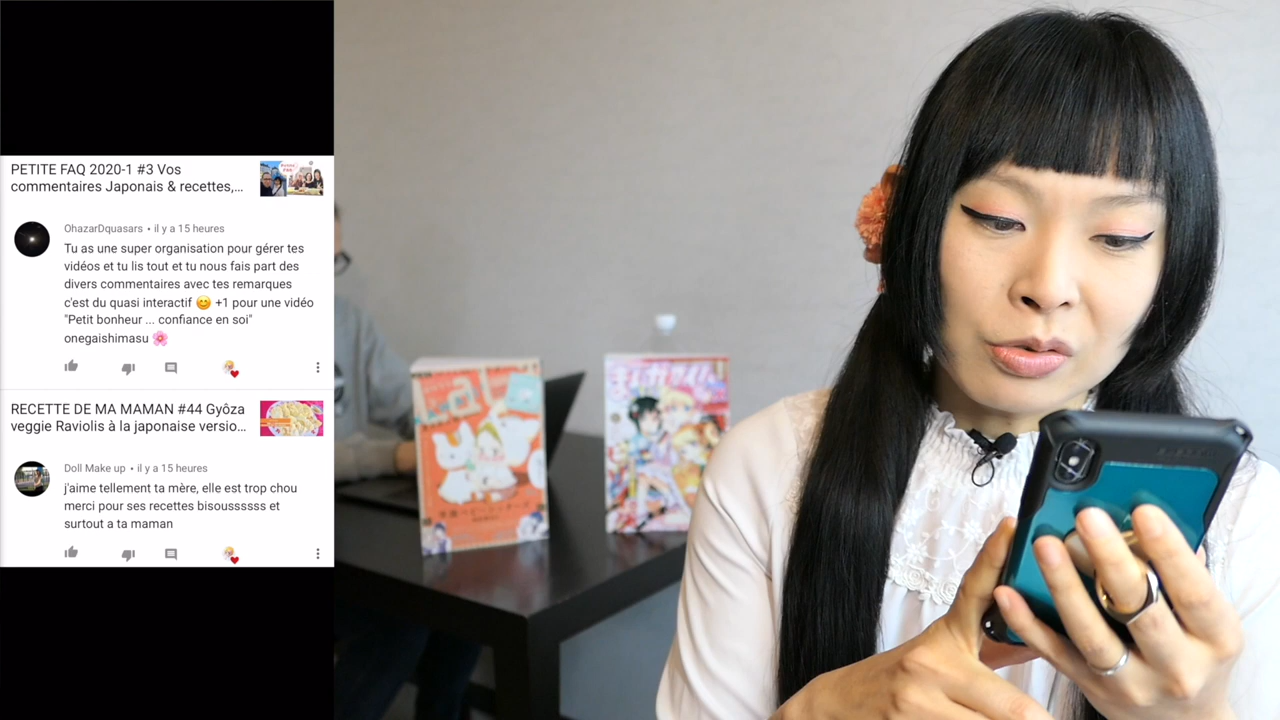 PETITE FAQ 2020-1 #3 Vos
commentaires Japonais & recettes,...
OhazarDquasars • il y a 15 heures
Tu as une super organisation pour gérer tes
vidéos et tu lis tout et tu nous fais part des
divers commentaires avec tes remarques
c'est du quasi interactif 😊 +1 pour une vidéo
"Petit bonheur ... confiance en soi"
onegaishimasu 🌸
RECETTE DE MA MAMAN #44 Gyôza
veggie Raviolis à la japonaise versio...
Doll Make up • il y a 15 heures
j'aime tellement ta mère, elle est trop chou
merci pour ses recettes bisoussssss et
surtout a ta maman
LaLa